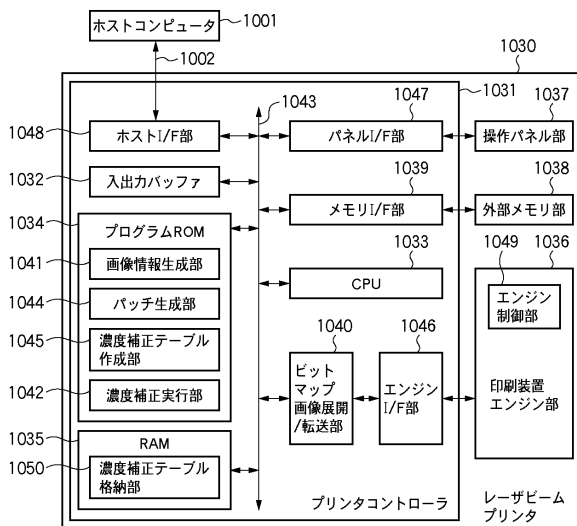 ホストコンピュータ
1001
1002
1030
1031
1043
1048
ホストI/F部
1047
パネルI/F部
1037
操作パネル部
1032
入出力バッファ
1039
メモリI/F部
1038
外部メモリ部
1034
プログラムROM
1041
画像情報生成部
1044
パッチ生成部
1045
濃度補正テーブル
作成部
1042
濃度補正実行部
1033
CPU
1040
ビット
マップ
画像展開
/転送部
1046
エンジン
I/F部
1036
1049
エンジン
制御部
印刷装置
エンジン部
1035
RAM
1050
濃度補正テーブル
格納部
プリンタコントローラ
レーザビーム
プリンタ